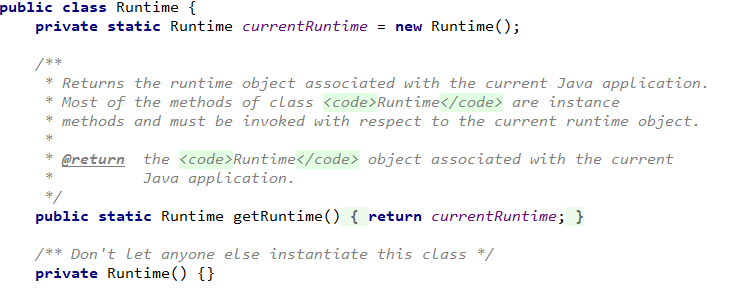 public class Runtime {
private static Runtime currentRuntime = new Runtime();
/**
* Returns the runtime object associated with the current Java application.
* Most of the methods of class <code>Runtime</code> are instance
* methods and must be invoked with respect to the current runtime object.
*
* @return the <code>Runtime</code> object associated with the current
* Java application.
*/
public static Runtime getRuntime() { return currentRuntime; }
/** Don't let anyone else instantiate this class */
private Runtime() {}